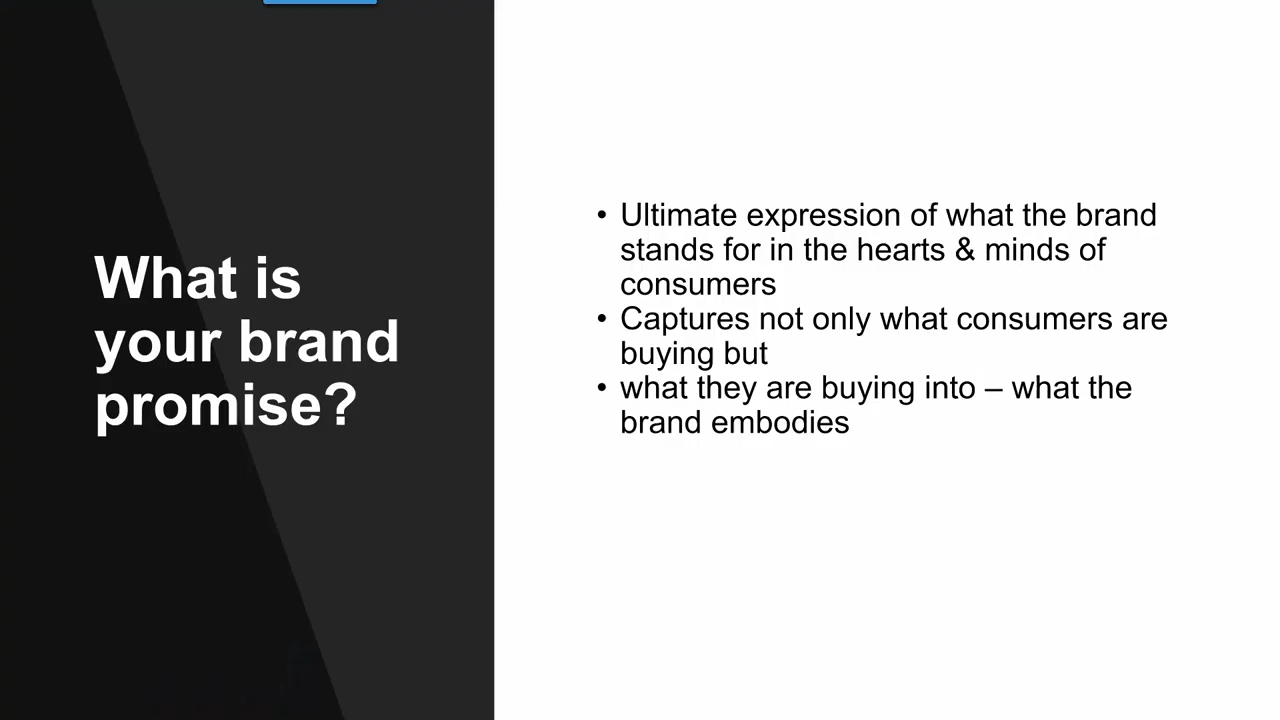 What is
your brand
promise?
• Ultimate expression of what the brand
stands for in the hearts & minds of
consumers
• Captures not only what consumers are
buying but
• what they are buying into – what the
brand embodies